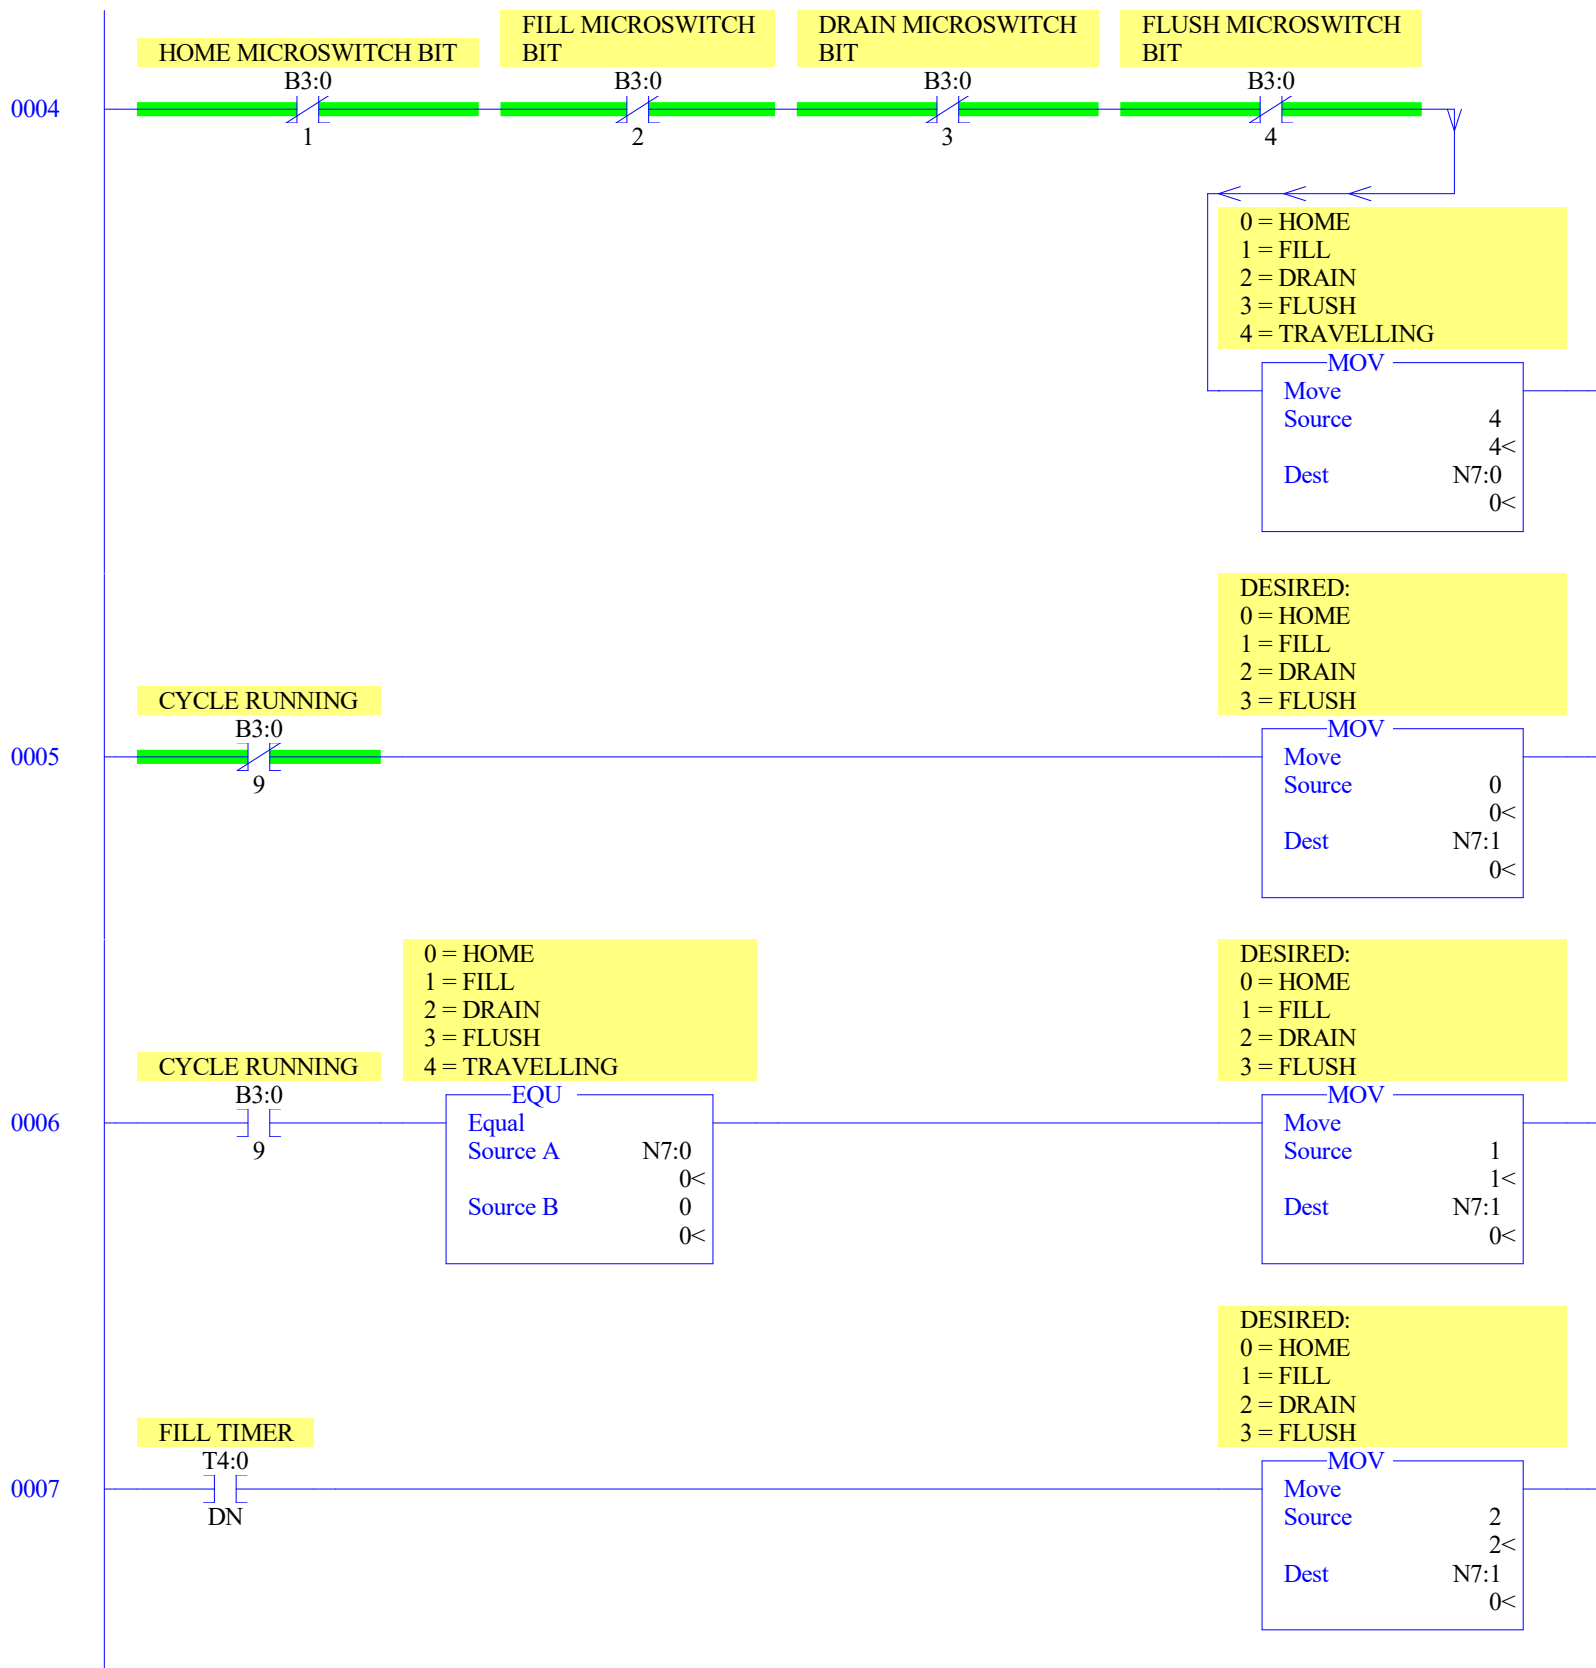 HOME MICROSWITCH BIT
B3:0
1
FILL MICROSWITCH
BIT
B3:0
2
DRAIN MICROSWITCH
BIT
B3:0
3
FLUSH MICROSWITCH
BIT
B3:0
4
0004
0 = HOME
1 = FILL
2 = DRAIN
3 = FLUSH
4 = TRAVELLING
MOV
Move
Source 4
4<
Dest N7:0
0<
DESIRED:
0 = HOME
1 = FILL
2 = DRAIN
3 = FLUSH
CYCLE RUNNING
B3:0
9
0005
MOV
Move
Source 0
0<
Dest N7:1
0<
0 = HOME
1 = FILL
2 = DRAIN
3 = FLUSH
4 = TRAVELLING
DESIRED:
0 = HOME
1 = FILL
2 = DRAIN
3 = FLUSH
CYCLE RUNNING
B3:0
9
0006
EQU
Equal
Source A N7:0
0<
Source B 0
0<
MOV
Move
Source 1
1<
Dest N7:1
0<
DESIRED:
0 = HOME
1 = FILL
2 = DRAIN
3 = FLUSH
FILL TIMER
T4:0
DN
0007
MOV
Move
Source 2
2<
Dest N7:1
0<